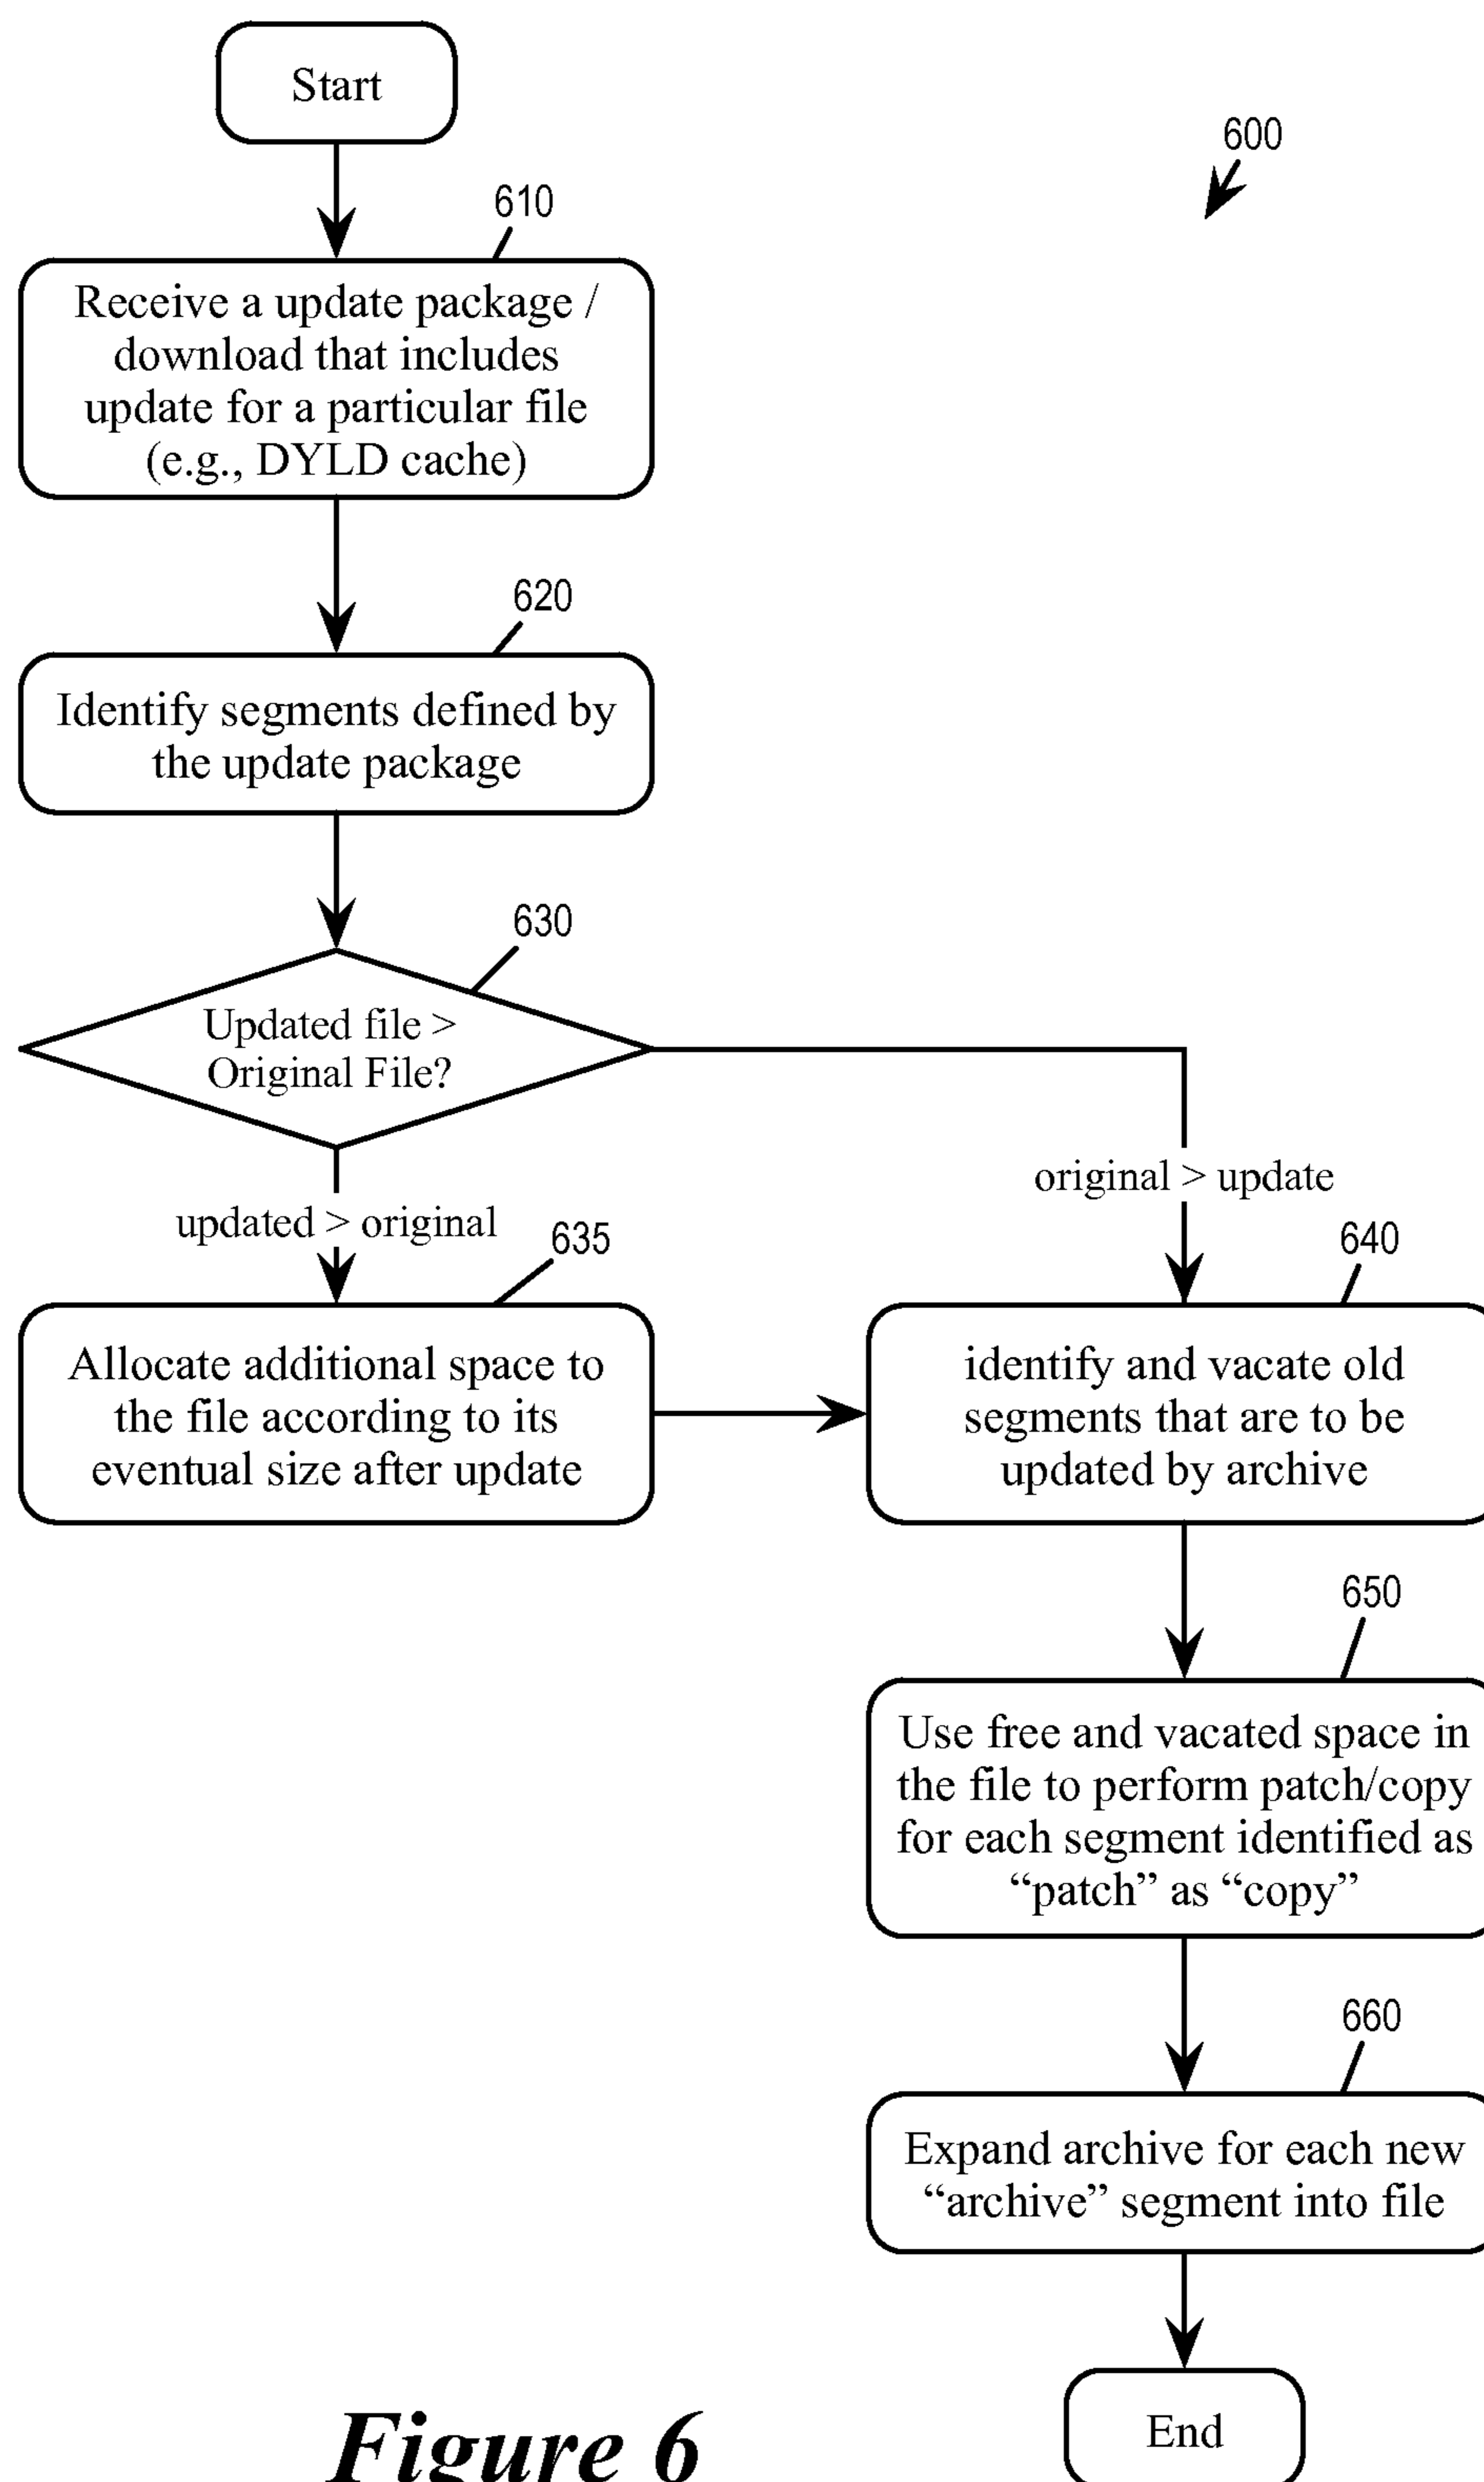 Start
600
610
Receive a update package /
download that includes
update for a particular file
(e.g., DYLD cache)
620
Identify segments defined by
the update package
630
Updated file >
Original File?
original > update
updated > original
635
640
Allocate additional space to
the file according to its
eventual size after update
identify and vacate old
segments that are to be
updated by archive
650
Use free and vacated space in
the file to perform patch/copy
for each segment identified as
“patch” as “copy”
660
Expand archive for each new
“archive” segment into file
End
Figure 6